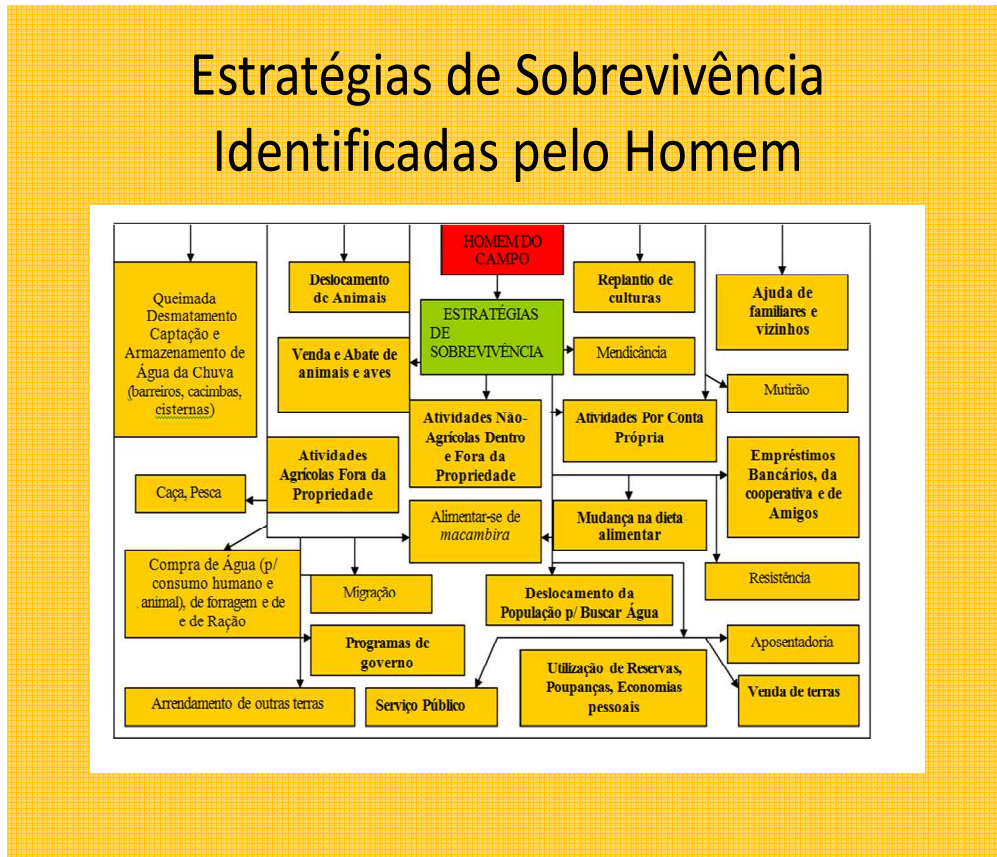 Estratégias de Sobrevivência
Identificadas pelo Homem
HOMEM DO
CAMPO
Queimada
Desmatamento
Captação e
Armazenamento de
Água da Chuva
(barreiros, cacimbas,
cisternas)
Deslocamento
de Animais
ESTRATÉGIAS
DE
SOBREVIVÊNCIA
Replantio de
culturas
Ajuda de
familiares e
vizinhos
Venda e Abate de
animais e aves
Mendicância
Mutirão
Atividades Não-
Agrícolas Dentro
e Fora da
Propriedade
Atividades Por Conta
Própria
Atividades
Agrícolas Fora da
Propriedade
Empréstimos
Bancários, da
cooperativa e de
Amigos
Caça, Pesca
Alimentar-se de
macambira
Mudança na dieta
alimentar
Compra de Água (p/
consumo humano e
animal), de forragem e de
e de Ração
Migração
Deslocamento da
População p/ Buscar Água
Resistência
Programas de
governo
Aposentadoria
Utilização de Reservas,
Poupanças, Economias
pessoais
Arrendamento de outras terras
Serviço Público
Venda de terras